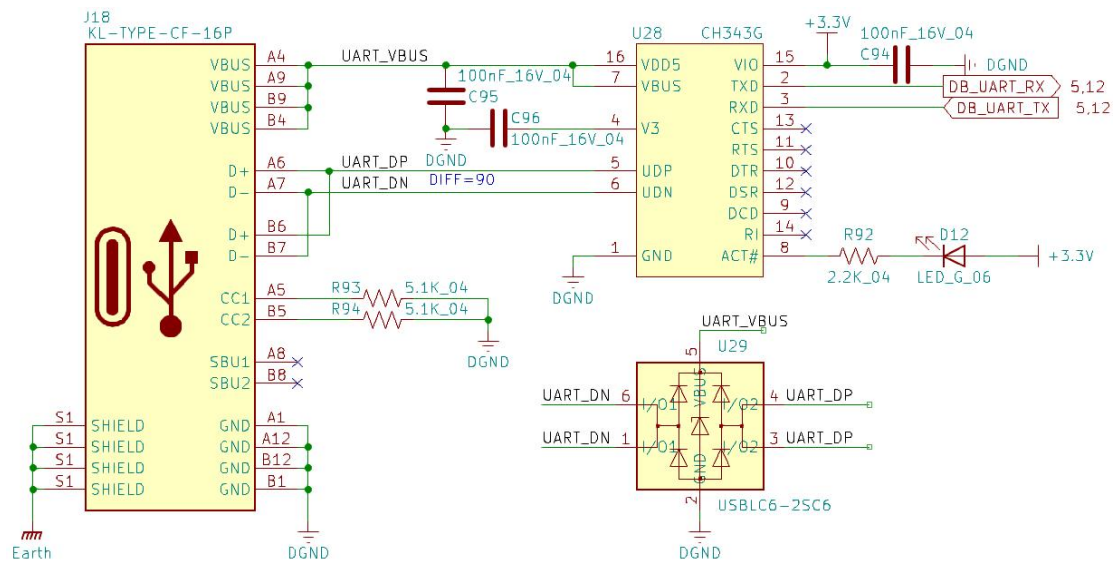 J18
KL-TYPE-CF-16P
VBUS A4
VBUS A9
VBUS B9
VBUS B4
D+ A6
D- A7
D+ B6
D- B7
CC1 A5
CC2 B5
SBU1 A8
SBU2 B8
S1 SHIELD GND A1
S1 SHIELD GND A12
S1 SHIELD GND B12
S1 SHIELD GND B1
Earth
DGND
UART_VBUS
100nF_16V_04
C95
C96
100nF_16V_04
DGND
UART_DP
UART_DN
DIFF=90
R93 5.1K_04
R94 5.1K_04
DGND
U28 CH343G
16 VDD5
7 VBUS
4 V3
5 UDP
6 UDN
1 GND
DGND
VIO 15
TXD 2
RXD 3
CTS 13
RTS 11
DTR 10
DSR 12
DCD 9
RI 14
ACT# 8
+3.3V
100nF_16V_04
C94
DGND
DB_UART_RX 5,12
DB_UART_TX 5,12
R92
2.2K_04
D12
LED_G_06
+3.3V
UART_VBUS
U29
5
VBUS
UART_DN 6 I/O1 I/O2 4 UART_DP
UART_DN 1 I/O1 I/O2 3 UART_DP
GND
2
USBLC6-2SC6
DGND